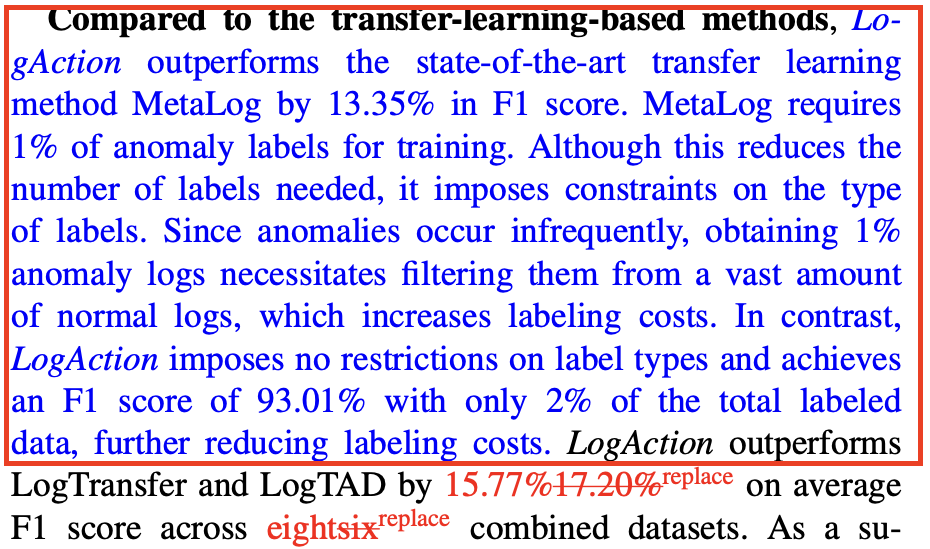 Compared to the transfer-learning-based methods, Lo-
gAction outperforms the state-of-the-art transfer learning
method MetaLog by 13.35% in F1 score. MetaLog requires
1% of anomaly labels for training. Although this reduces the
number of labels needed, it imposes constraints on the type
of labels. Since anomalies occur infrequently, obtaining 1%
anomaly logs necessitates filtering them from a vast amount
of normal logs, which increases labeling costs. In contrast,
LogAction imposes no restrictions on label types and achieves
an F1 score of 93.01% with only 2% of the total labeled
data, further reducing labeling costs. LogAction outperforms
LogTransfer and LogTAD by 15.77%17.20%replace on average
F1 score across eightsixreplace combined datasets. As a su-